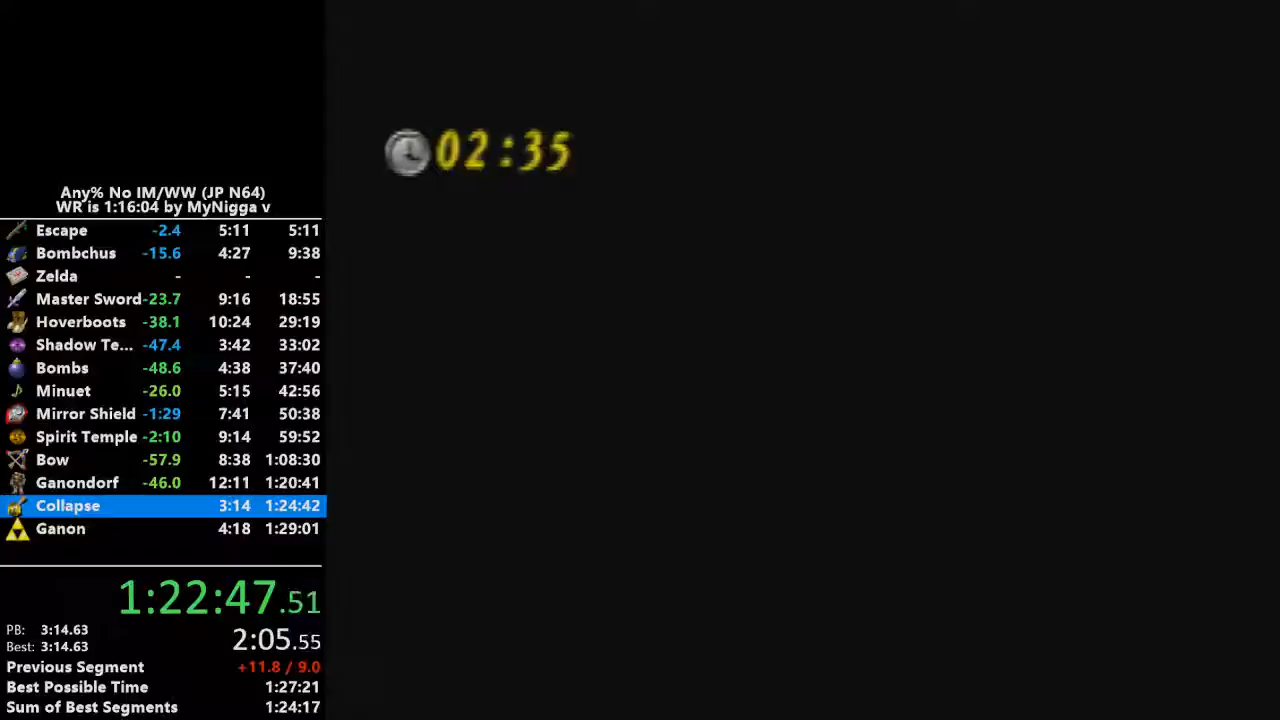 02:35
Any% No IM/WW (JP N64)
WR is 1:16:04 by MyNigga v
Escape -2.4 5:11 5:11
Bombchus -15.6 4:27 9:38
Zelda - - -
Master Sword -23.7 9:16 18:55
Hoverboots -38.1 10:24 29:19
Shadow Te... -47.4 3:42 33:02
Bombs -48.6 4:38 37:40
Minuet -26.0 5:15 42:56
Mirror Shield -1:29 7:41 50:38
Spirit Temple -2:10 9:14 59:52
Bow -57.9 8:38 1:08:30
Ganondorf -46.0 12:11 1:20:41
Collapse 3:14 1:24:42
Ganon 4:18 1:29:01
1:22:47.51
PB: 3:14.63
Best: 3:14.63
2:05.55
Previous Segment +11.8 / 9.0
Best Possible Time 1:27:21
Sum of Best Segments 1:24:17